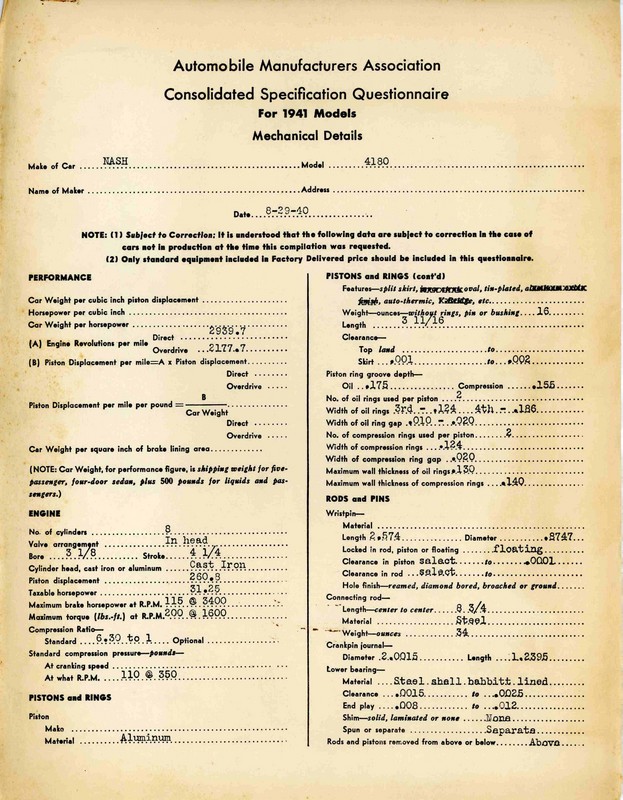 Automobile Manufacturers Association
Consolidated Specification Questionnaire
For 1941 Models
Mechanical Details
Make of Car NASH Model 4180
Name of Maker Address
Date 8-29-40
NOTE: (1) Subject to Correction: It is understood that the following data are subject to correction in the case of
cars not in production at the time this compilation was requested.
(2) Only standard equipment included in Factory Delivered price should be included in this questionnaire.
PERFORMANCE
Car Weight per cubic inch piston displacement
Horsepower per cubic inch
Car Weight per horsepower
(A) Engine Revolutions per mile Direct 2939.7
Overdrive 2177.7
(B) Piston Displacement per mile=A x Piston displacement
Direct
Overdrive
Piston Displacement per mile per pound = B
Car Weight
Direct
Overdrive
Car Weight per square inch of brake lining area
(NOTE: Car Weight, for performance figure, is shipping weight for five-
passenger, four-door sedan, plus 500 pounds for liquids and pas-
sengers.)
ENGINE
No. of cylinders 8
Valve arrangement In head
Bore 3 1/8 Stroke 4 1/4
Cylinder head, cast iron or aluminum Cast Iron
Piston displacement 260.8
Taxable horsepower 31.25
Maximum brake horsepower at R.P.M. 115 @ 3400
Maximum torque (lbs.-ft.) at R.P.M. 200 @ 1600
Compression Ratio—
Standard 6.30 to 1 Optional
Standard compression pressure—pounds—
At cranking speed
At what R.P.M. 110 @ 350
PISTONS and RINGS
Piston
Make
Material Aluminum
PISTONS and RINGS (cont'd)
Features—split skirt, oval, tin-plated,
auto-thermic, etc.
Weight—ounces—without rings, pin or bushing 16
Length 3 11/16
Clearance—
Top land to
Skirt .001 to .002
Piston ring groove depth—
Oil .175 Compression .155
No. of oil rings used per piston 2
Width of oil rings 3rd - .124 4th - .186
Width of oil ring gap .010 - .020
No. of compression rings used per piston 2
Width of compression rings .124
Width of compression ring gap .020
Maximum wall thickness of oil rings .130
Maximum wall thickness of compression rings .140
RODS and PINS
Wristpin—
Material
Length 2.574 Diameter .8747
Locked in rod, piston or floating floating
Clearance in piston salact to .0001
Clearance in rod salact to
Hole finish—reamed, diamond bored, broached or ground
Connecting rod—
Length—center to center 8 3/4
Material Steel
Weight—ounces 34
Crankpin journal—
Diameter 2.0015 Length 1.2395
Lower bearing—
Material Steel shell babbitt lined
Clearance .0015 to .0025
End play .008 to .012
Shim—solid, laminated or none None
Spun or separate Separate
Rods and pistons removed from above or below Above